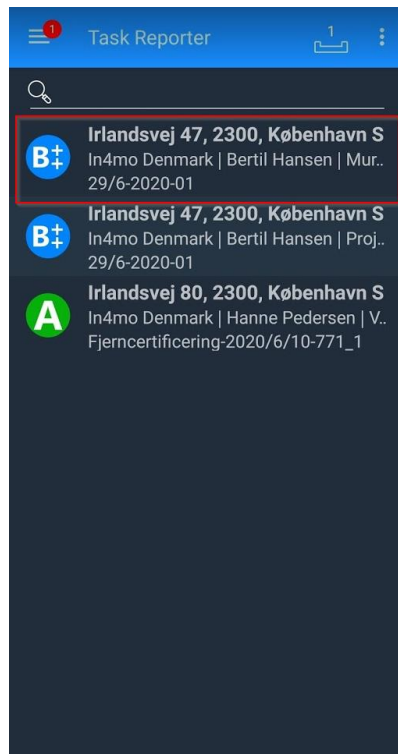 1
Task Reporter
1
Irlandsvej 47, 2300, København S
B‡
In4mo Denmark | Bertil Hansen | Mur..
29/6-2020-01
Irlandsvej 47, 2300, København S
B‡
In4mo Denmark | Bertil Hansen | Proj..
29/6-2020-01
Irlandsvej 80, 2300, København S
A
In4mo Denmark | Hanne Pedersen | V..
Fjerncertificering-2020/6/10-771_1